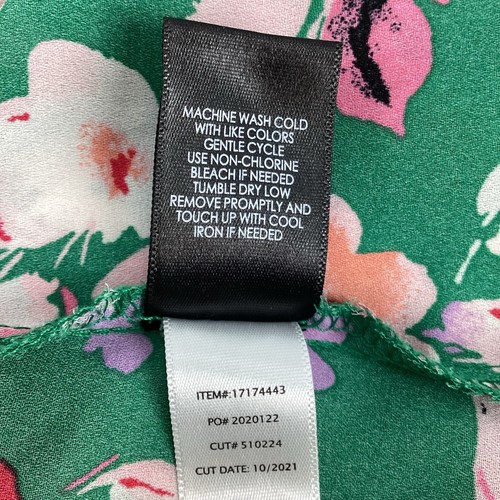 MACHINE WASH COLD
WITH LIKE COLORS
GENTLE CYCLE
USE NON-CHLORINE
BLEACH IF NEEDED
TUMBLE DRY LOW
REMOVE PROMPTLY AND
TOUCH UP WITH COOL
IRON IF NEEDED
ITEM#:17174443
PO# 2020122
CUT# S10224
CUT DATE: 10/2021